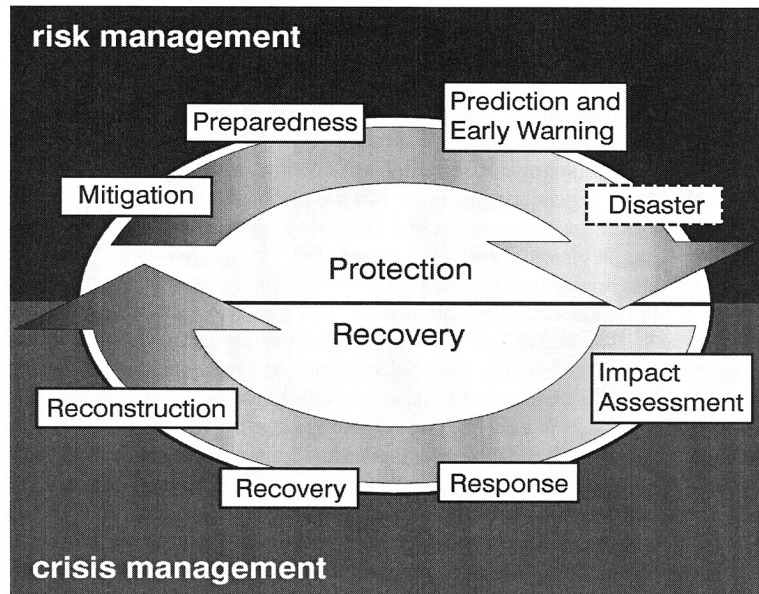 risk management
Preparedness
Prediction and
Early Warning
Mitigation
Disaster
Protection
Recovery
Impact
Assessment
Reconstruction
Recovery
Response
crisis management